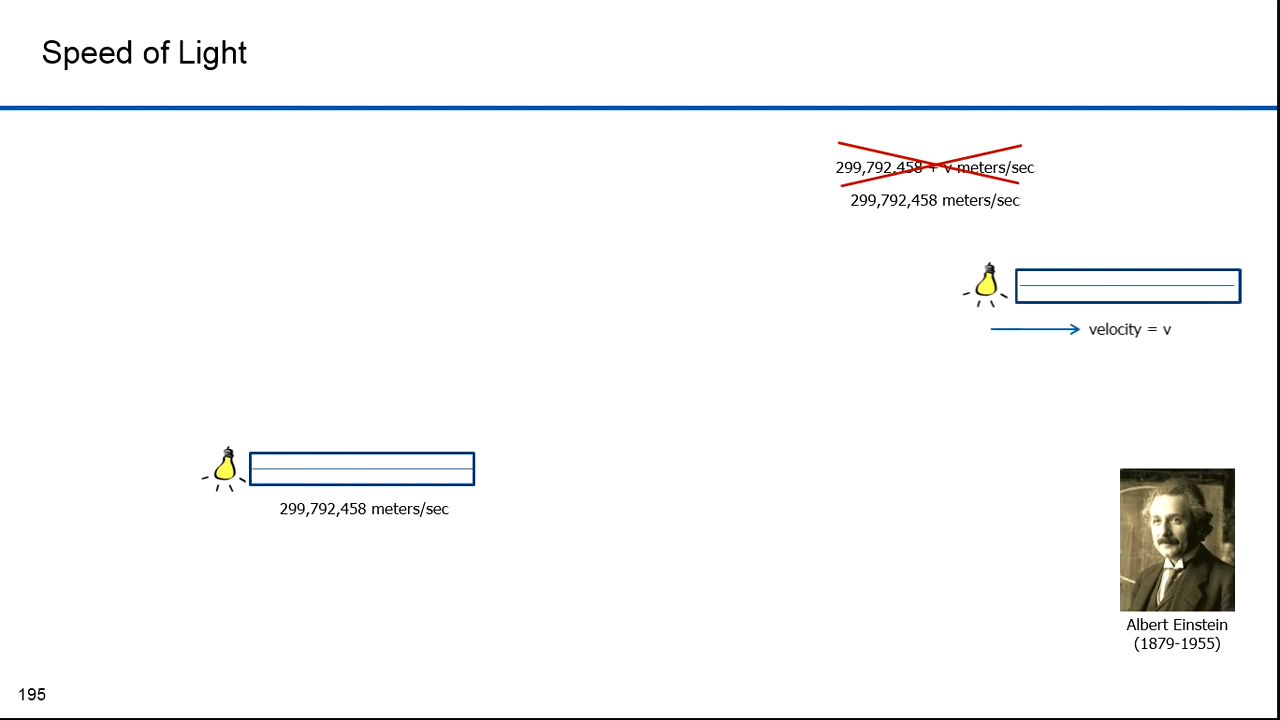 Speed of Light
299,792,458 + v meters/sec
299,792,458 meters/sec
velocity = v
299,792,458 meters/sec
Albert Einstein
(1879-1955)
195